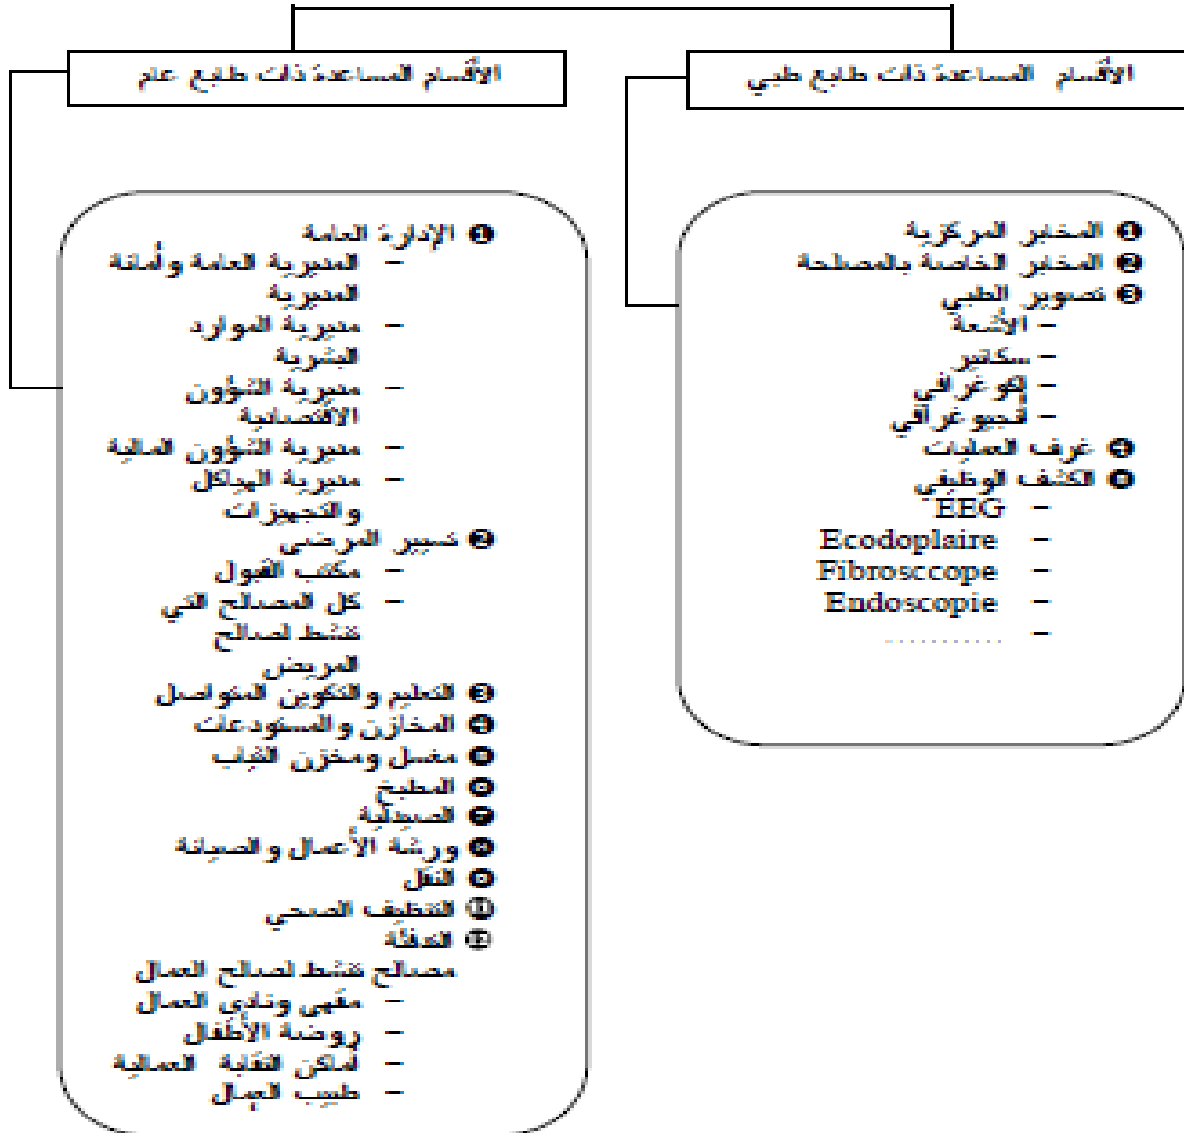 الأقسام المساعدة ذات طابع طبي
❶ المخابر المركزية
❷ المخابر الخاصة بالمصلحة
❸ تصوير الطبي
– الأشعة
– سكانير
– اكوغرافي
– أنجيوغرافي
❹ غرف العمليات
❺ الكشف الوظيفي
– EEG
– Ecodoplaire
– Fibrosccope
– Endoscopie
– ...........
الأقسام المساعدة ذات طابع عام
❶ الإدارة العامة
– المديرية العامة وأمانة
المديرية
– مديرية الموارد
البشرية
– مديرية الشؤون
الاقتصادية
– مديرية الشؤون المالية
– مديرية الهياكل
والتجهيزات
❷ تسيير المرضى
– مكتب القبول
– كل المصالح التي
تنشط لصالح
المريض
❸ التعليم والتكوين المتواصل
❹ المخازن والمستودعات
❺ مغسل ومخزن الثياب
❻ المطبخ
❼ الصيدلية
❽ ورشة الأعمال والصيانة
❾ النقل
التنظيف الصحي
التدفئة
مصالح تنشط لصالح العمال
– مقهى ونادي العمال
– روضة الأطفال
– أماكن النقابة العمالية
– طبيب العمال